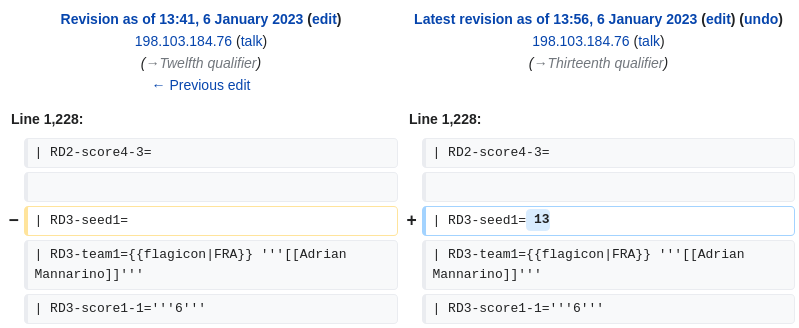 Revision as of 13:41, 6 January 2023 (edit)
198.103.184.76 (talk)
(→Twelfth qualifier)
← Previous edit
Latest revision as of 13:56, 6 January 2023 (edit) (undo)
198.103.184.76 (talk)
(→Thirteenth qualifier)
Line 1,228:
Line 1,228:
| RD2-score4-3=
| RD2-score4-3=
− | RD3-seed1=
+ | RD3-seed1= 13
| RD3-team1={{flagicon|FRA}} '''[[Adrian
Mannarino]]'''
| RD3-team1={{flagicon|FRA}} '''[[Adrian
Mannarino]]'''
| RD3-score1-1='''6'''
| RD3-score1-1='''6'''